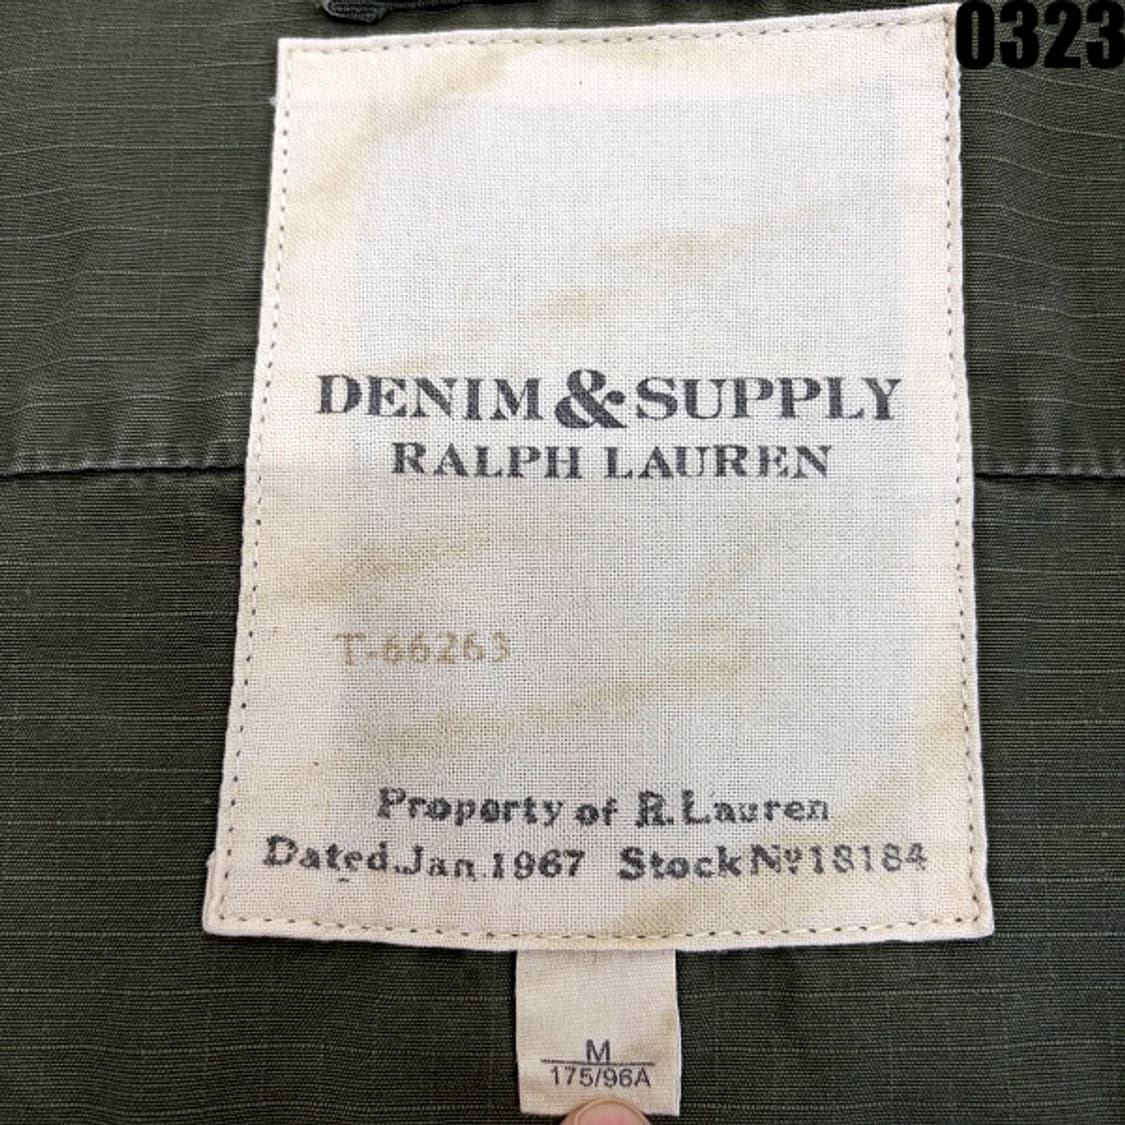 0323
DENIM & SUPPLY
RALPH LAUREN
T-66263
Property of R. Lauren
Dated. Jan. 1967 Stock Nº 18184
M
175/96A